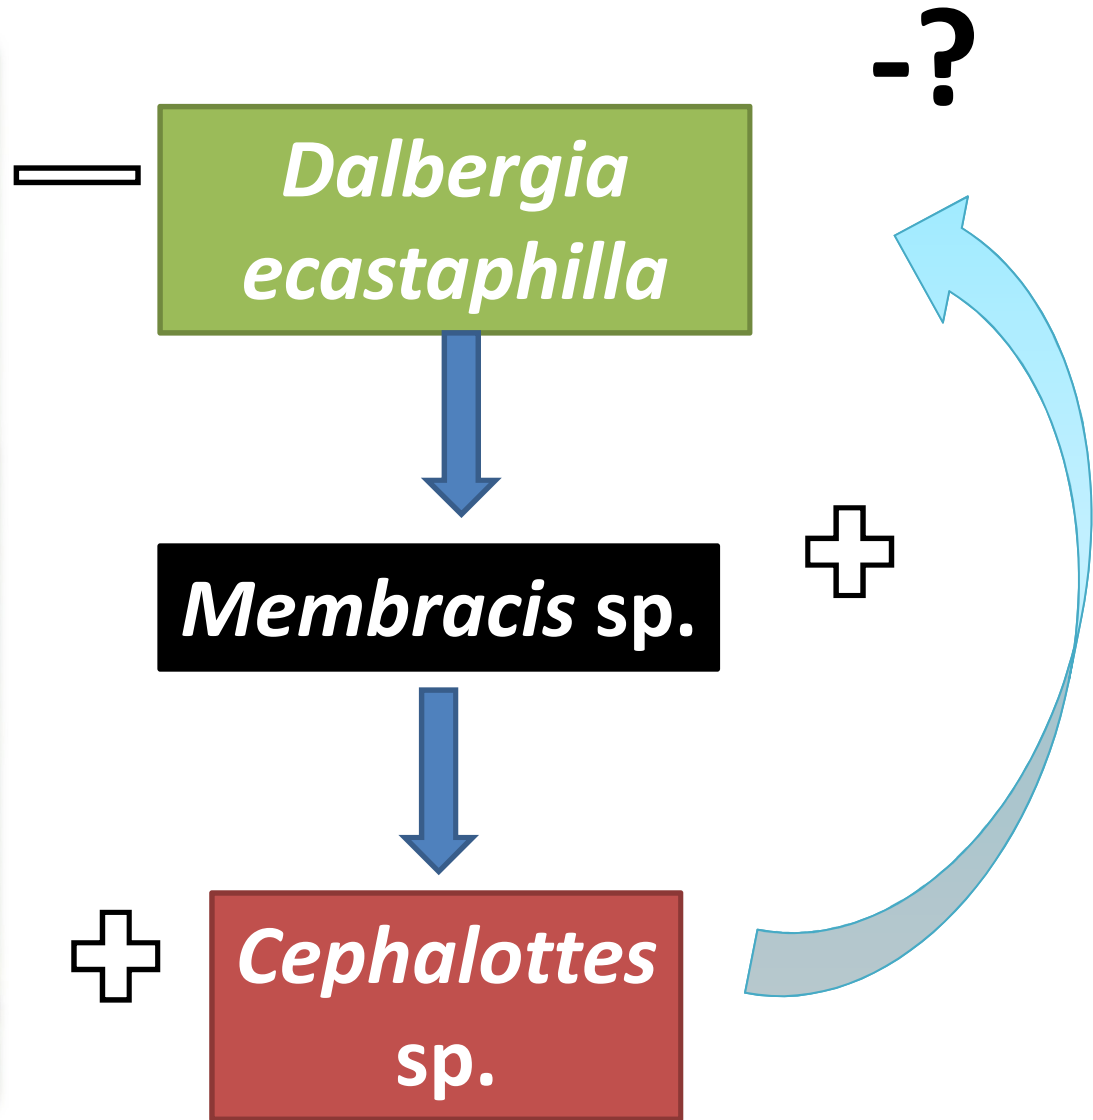 -?
Dalbergia
ecastaphilla
Membracis sp.
Cephalottes
sp.